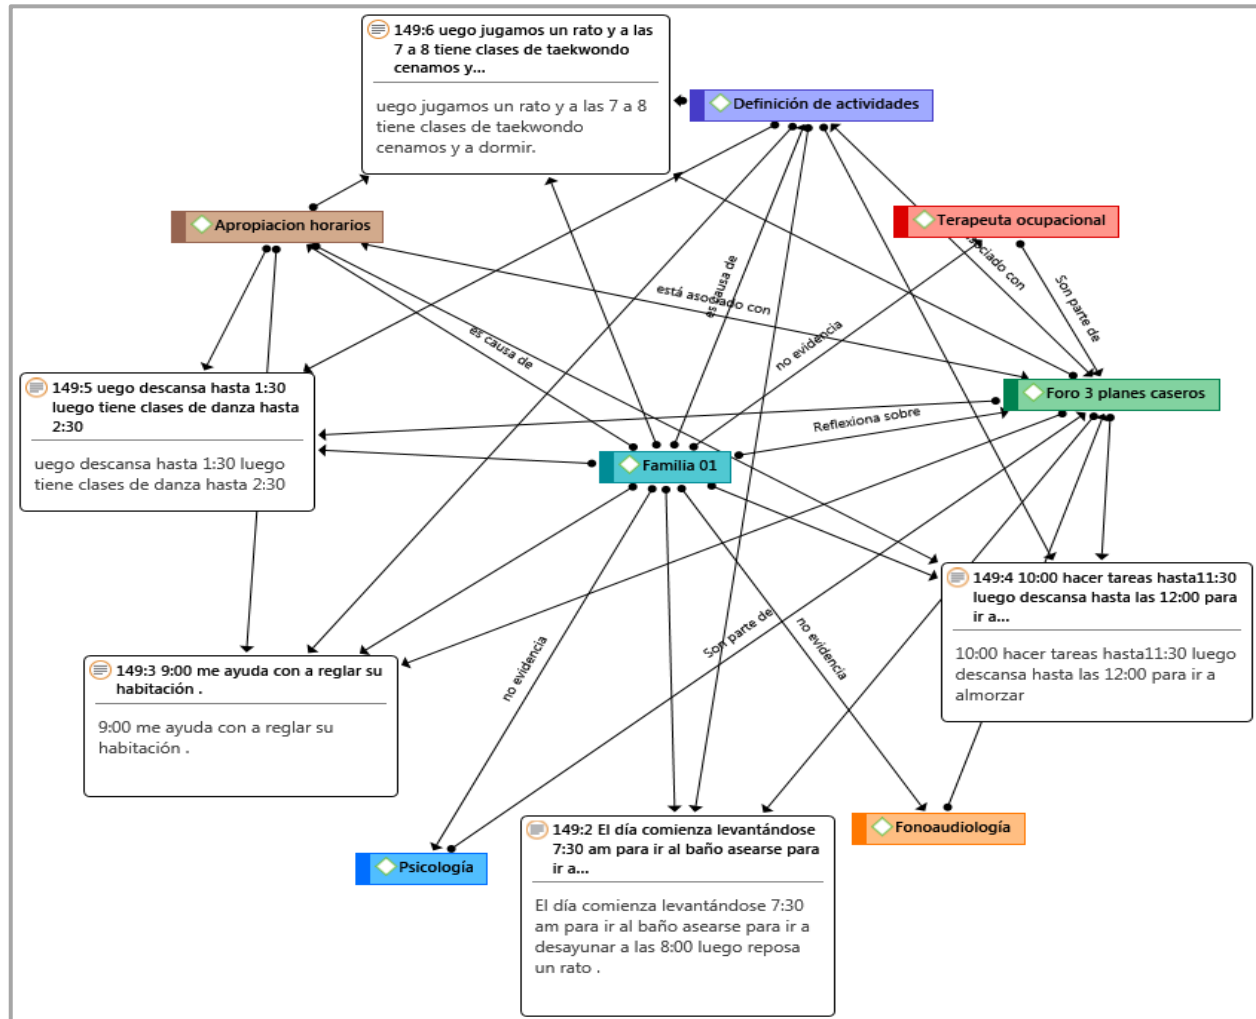 149:6 uego jugamos un rato y a las
7 a 8 tiene clases de taekwondo
cenamos y...
uego jugamos un rato y a las 7 a 8
tiene clases de taekwondo
cenamos y a dormir.
Definición de actividades
Apropiacion horarios
Terapeuta ocupacional
asociado con
Son parte de
está asociado con
es causa de
es causa de
no evidencia
149:5 uego descansa hasta 1:30
luego tiene clases de danza hasta
2:30
uego descansa hasta 1:30 luego
tiene clases de danza hasta 2:30
Foro 3 planes caseros
Reflexiona sobre
Familia 01
149:4 10:00 hacer tareas hasta11:30
luego descansa hasta las 12:00 para
ir a...
10:00 hacer tareas hasta11:30 luego
descansa hasta las 12:00 para ir a
almorzar
149:3 9:00 me ayuda con a reglar su
habitación .
9:00 me ayuda con a reglar su
habitación .
no evidencia
Son parte de
no evidencia
149:2 El día comienza levantándose
7:30 am para ir al baño asearse para
ir a...
El día comienza levantándose 7:30
am para ir al baño asearse para ir a
desayunar a las 8:00 luego reposa
un rato .
Psicología
Fonoaudiología